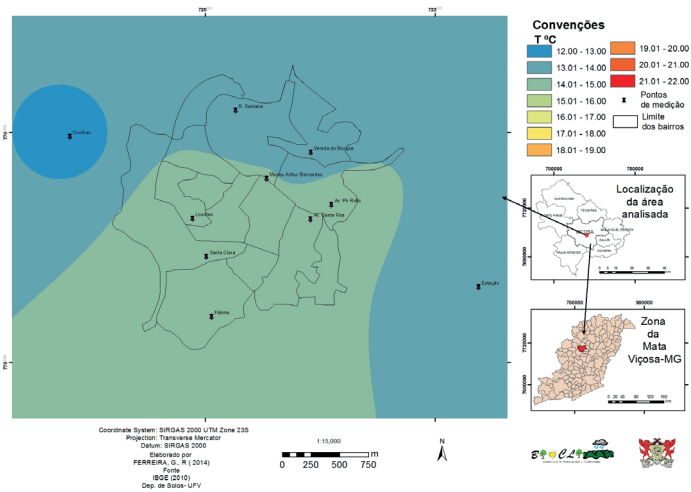 720
722
Convenções
T ºC
12.00 - 13.00
13.01 - 14.00
14.01 - 15.00
15.01 - 16.00
16.01 - 17.00
17.01 - 18.00
18.01 - 19.00
19.01 - 20.00
20.01 - 21.00
21.01 - 22.00
Pontos
de medição
Limite
dos bairros
R. Santana
Vereda do Bosque
Museu Arthur Bernardes
Av. Ph Rolfs
Lourdes
Av. Santa Rita
Santa Clara
Estação
Fátima
700000
780000
Localização
da área
analisada
TEIXEIRAS
CAJURI
700000
900000
Zona
da
Mata
Viçosa-MG
Coordinate System: SIRGAS 2000 UTM Zone 23S
Projection: Transverse Mercator
Datum: SIRGAS 2000
Elaborado por
FERREIRA, G., R ( 2014)
Fonte
IBGE (2010)
Dep. de Solos- UFV
1:15,000
0 250 500 750
m
N